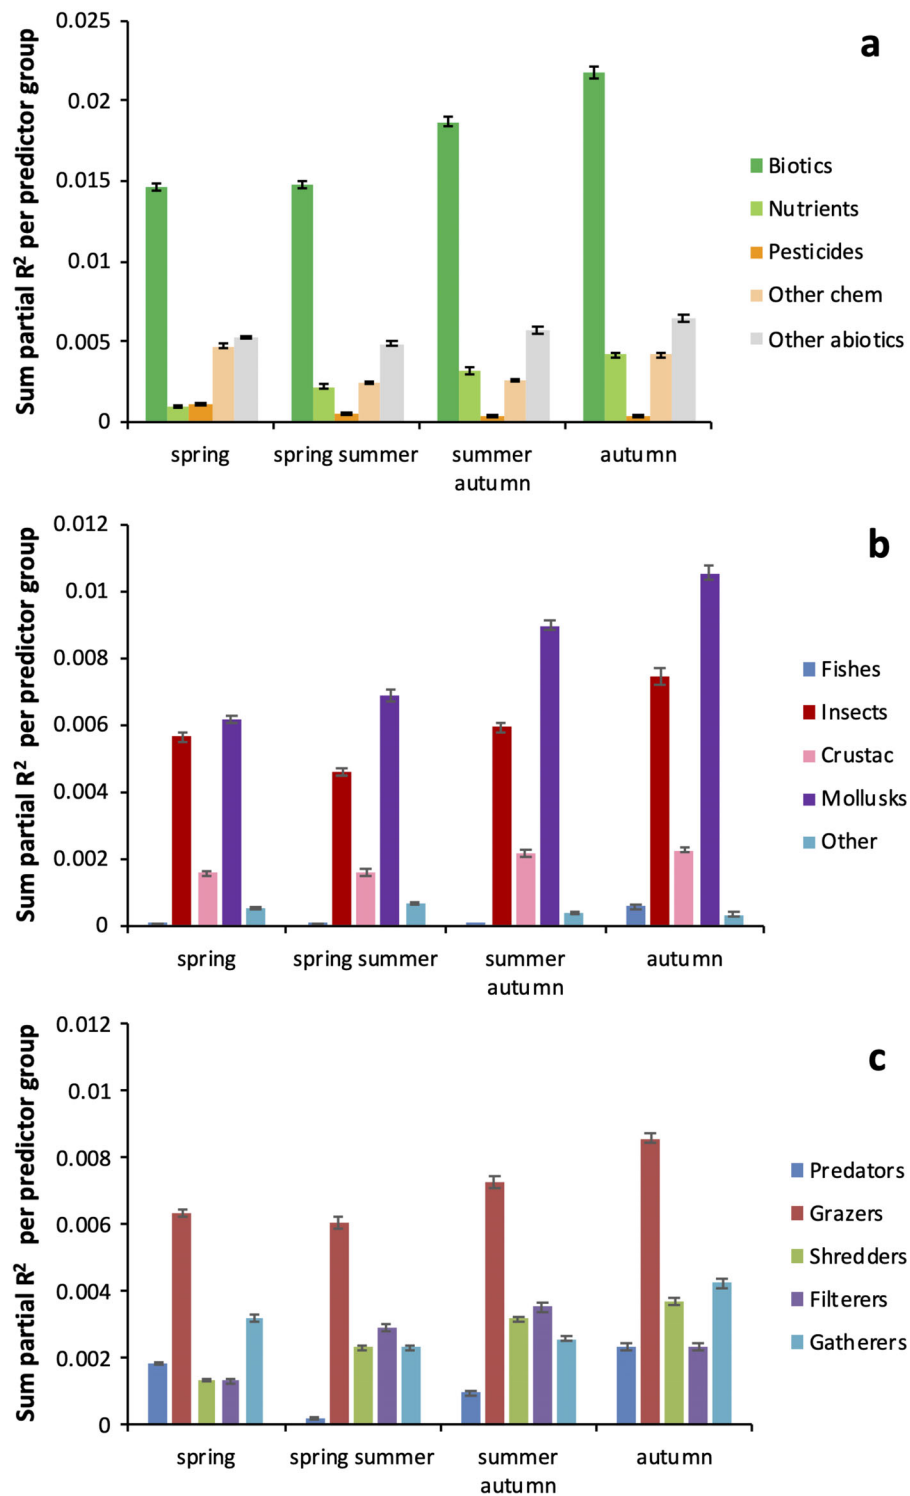 a
Sum partial R² per predictor group
0.025
0.02
0.015
0.01
0.005
0
spring
spring summer
summer
autumn
autumn
Biotics
Nutrients
Pesticides
Other chem
Other abiotics
b
Sum partial R² per predictor group
0.012
0.01
0.008
0.006
0.004
0.002
0
spring
spring summer
summer
autumn
autumn
Fishes
Insects
Crustac
Mollusks
Other
c
Sum partial R² per predictor group
0.012
0.01
0.008
0.006
0.004
0.002
0
spring
spring summer
summer
autumn
autumn
Predators
Grazers
Shredders
Filterers
Gatherers